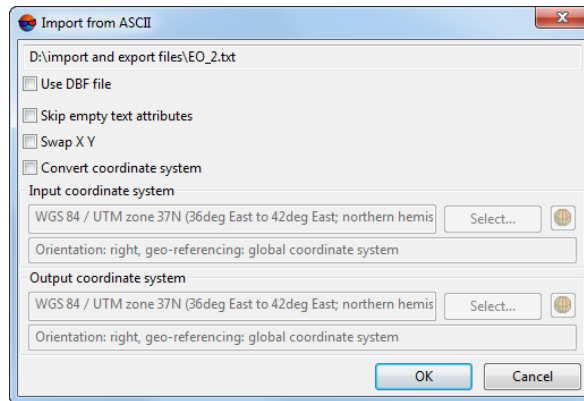 Import from ASCII
D:\import and export files\EO_2.txt
Use DBF file
Skip empty text attributes
Swap X Y
Convert coordinate system
Input coordinate system
WGS 84 / UTM zone 37N (36deg East to 42deg East; northern hemis
Select...
Orientation: right, geo-referencing: global coordinate system
Output coordinate system
WGS 84 / UTM zone 37N (36deg East to 42deg East; northern hemis
Select...
Orientation: right, geo-referencing: global coordinate system
OK Cancel